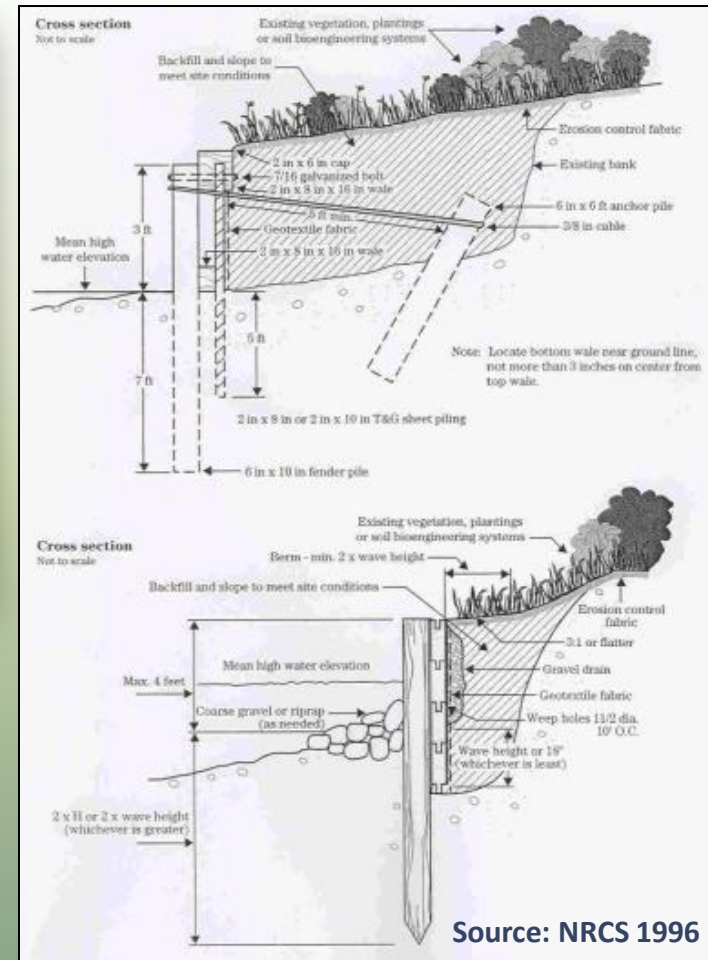 Cross section
Not to scale
Existing vegetation, plantings
or soil bioengineering systems
Backfill and slope to
meet site conditions
Erosion control fabric
2 in x 6 in cap
7/16 galvanized bolt
2 in x 8 in x 16 in wale
Existing bank
5 ft min.
6 in x 6 ft anchor pile
3/8 in cable
3 ft
Geotextile fabric
Mean high
water elevation
2 in x 8 in x 16 in wale
5 ft
7 ft
Note: Locate bottom wale near ground line,
not more than 3 inches on center from
top wale.
2 in x 8 in or 2 in x 10 in T&G sheet piling
6 in x 10 in fender pile
Cross section
Not to scale
Existing vegetation, plantings
or soil bioengineering systems
Berm - min. 2 x wave height
Backfill and slope to meet site conditions
Erosion control
fabric
3:1 or flatter
Mean high water elevation
Max. 4 feet
Gravel drain
Coarse gravel or riprap
(as needed)
Geotextile fabric
Weep holes 11/2 dia.
10' O.C.
Wave height or 18"
(whichever is least)
2 x H or 2 x wave height
(whichever is greater)
Source: NRCS 1996